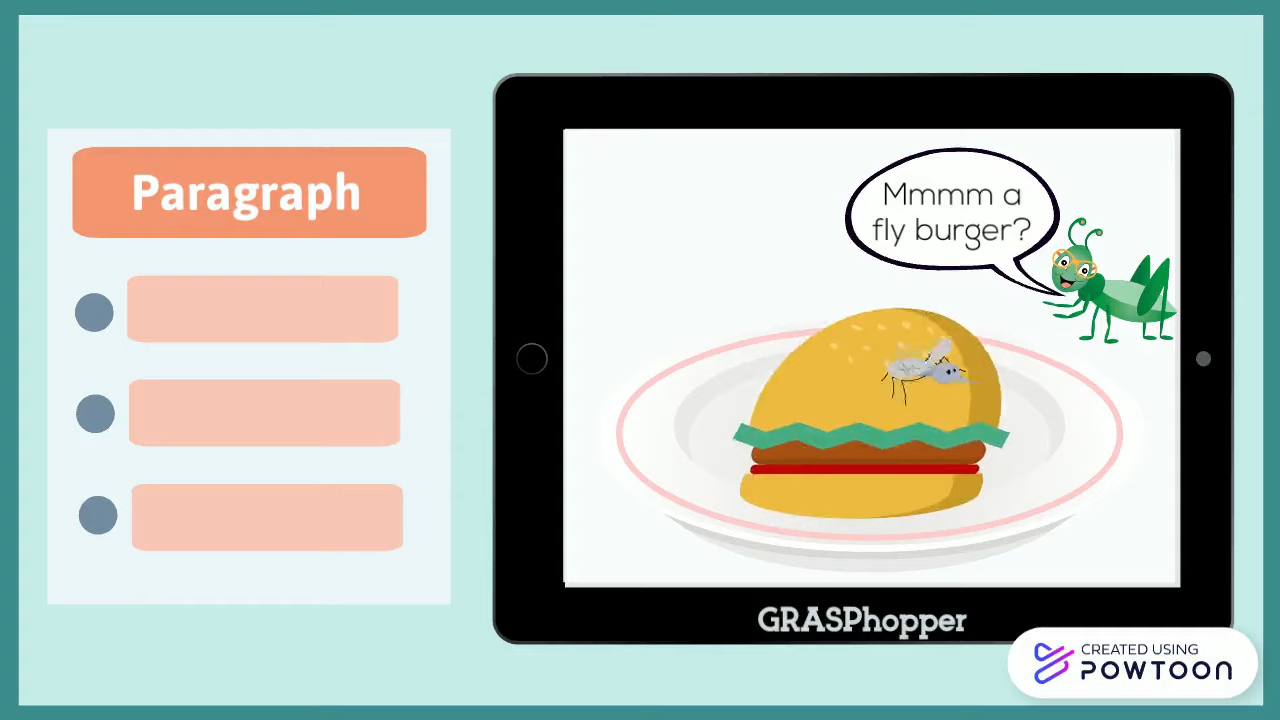 Paragraph
Mmmm a
fly burger?
GRASPhopper
CREATED USING
POWTOON